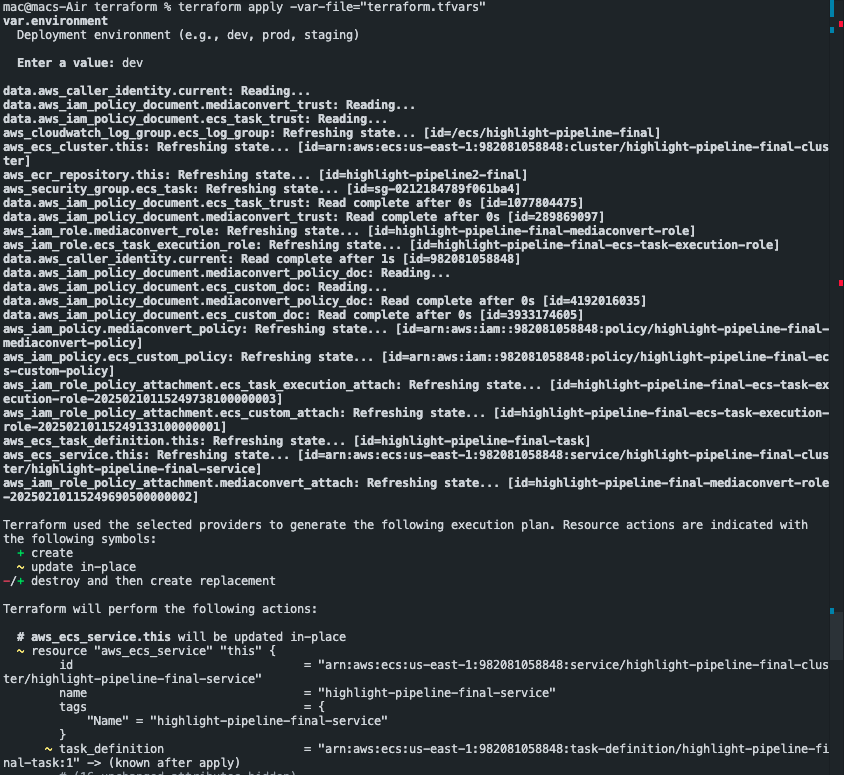 mac@macs-Air terraform % terraform apply -var-file="terraform.tfvars"
var.environment
  Deployment environment (e.g., dev, prod, staging)

  Enter a value: dev

data.aws_caller_identity.current: Reading...
data.aws_iam_policy_document.mediaconvert_trust: Reading...
data.aws_iam_policy_document.ecs_task_trust: Reading...
aws_cloudwatch_log_group.ecs_log_group: Refreshing state... [id=/ecs/highlight-pipeline-final]
aws_ecs_cluster.this: Refreshing state... [id=arn:aws:ecs:us-east-1:982081058848:cluster/highlight-pipeline-final-clus
ter]
aws_ecr_repository.this: Refreshing state... [id=highlight-pipeline2-final]
aws_security_group.ecs_task: Refreshing state... [id=sg-0212184789f061ba4]
data.aws_iam_policy_document.ecs_task_trust: Read complete after 0s [id=1077804475]
data.aws_iam_policy_document.mediaconvert_trust: Read complete after 0s [id=289869097]
aws_iam_role.mediaconvert_role: Refreshing state... [id=highlight-pipeline-final-mediaconvert-role]
aws_iam_role.ecs_task_execution_role: Refreshing state... [id=highlight-pipeline-final-ecs-task-execution-role]
data.aws_caller_identity.current: Read complete after 1s [id=982081058848]
data.aws_iam_policy_document.mediaconvert_policy_doc: Reading...
data.aws_iam_policy_document.ecs_custom_doc: Reading...
data.aws_iam_policy_document.mediaconvert_policy_doc: Read complete after 0s [id=4192016035]
data.aws_iam_policy_document.ecs_custom_doc: Read complete after 0s [id=3933174605]
aws_iam_policy.mediaconvert_policy: Refreshing state... [id=arn:aws:iam::982081058848:policy/highlight-pipeline-final-
mediaconvert-policy]
aws_iam_policy.ecs_custom_policy: Refreshing state... [id=arn:aws:iam::982081058848:policy/highlight-pipeline-final-ec
s-custom-policy]
aws_iam_role_policy_attachment.ecs_task_execution_attach: Refreshing state... [id=highlight-pipeline-final-ecs-task-ex
ecution-role-20250210115249738100000003]
aws_iam_role_policy_attachment.ecs_custom_attach: Refreshing state... [id=highlight-pipeline-final-ecs-task-execution-
role-20250210115249133100000001]
aws_ecs_task_definition.this: Refreshing state... [id=highlight-pipeline-final-task]
aws_ecs_service.this: Refreshing state... [id=arn:aws:ecs:us-east-1:982081058848:service/highlight-pipeline-final-clus
ter/highlight-pipeline-final-service]
aws_iam_role_policy_attachment.mediaconvert_attach: Refreshing state... [id=highlight-pipeline-final-mediaconvert-role
-20250210115249690500000002]

Terraform used the selected providers to generate the following execution plan. Resource actions are indicated with
the following symbols:
  + create
  ~ update in-place
-/+ destroy and then create replacement

Terraform will perform the following actions:

  # aws_ecs_service.this will be updated in-place
  ~ resource "aws_ecs_service" "this" {
        id                                 = "arn:aws:ecs:us-east-1:982081058848:service/highlight-pipeline-final-clus
ter/highlight-pipeline-final-service"
        name                               = "highlight-pipeline-final-service"
        tags                               = {
            "Name" = "highlight-pipeline-final-service"
        }
      ~ task_definition                    = "arn:aws:ecs:us-east-1:982081058848:task-definition/highlight-pipeline-fi
nal-task:1" -> (known after apply)
        # (16 unchanged attributes hidden)